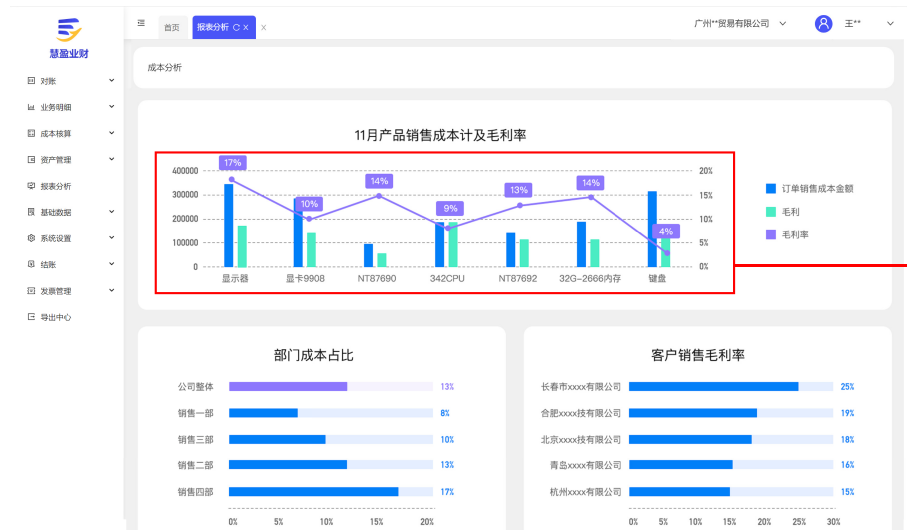 慧盈业财
首页
报表分析
广州**贸易有限公司
王**
对账
业务明细
成本核算
资产管理
报表分析
基础数据
系统设置
结账
发票管理
导出中心
成本分析
11月产品销售成本计及毛利率
400000
300000
200000
100000
0
17%
10%
14%
9%
13%
14%
4%
20%
15%
10%
5%
0%
显示器
显卡9908
NT87690
342CPU
NT87692
32G-2666内存
键盘
订单销售成本金额
毛利
毛利率
部门成本占比
公司整体 13%
销售一部 8%
销售三部 10%
销售二部 13%
销售四部 17%
0% 5% 10% 15% 20%
客户销售毛利率
长春市xxxx有限公司 25%
合肥xxxx技有限公司 19%
北京xxxx技有限公司 18%
青岛xxxx有限公司 16%
杭州xxxx有限公司 15%
0% 5% 10% 15% 20% 25% 30%